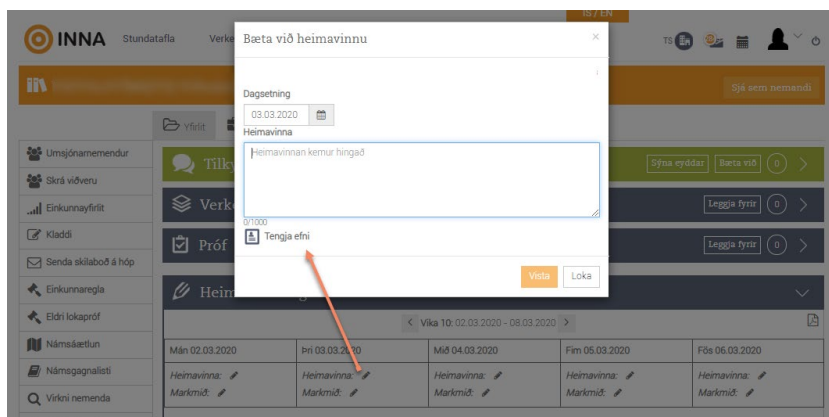 IS / EN
INNA
Stundatafla
Verke
TS
Bæta við heimavinnu
×
Sjá sem nemandi
Dagsetning
03.03.2020
Heimavinna
Heimavinnan kemur hingað
0/1000
Tengja efni
Vista
Loka
Yfirlit
Umsjónarnemendur
Skrá viðveru
Einkunnayfirlit
Kladdi
Senda skilaboð á hóp
Einkunnaregla
Eldri lokapróf
Námsáætlun
Námsgagnalisti
Virkni nemenda
Tilky
Sýna eyddar
Bæta við
0
Verke
Leggja fyrir
0
Próf
Leggja fyrir
0
Heim
Vika 10: 02.03.2020 - 08.03.2020
Mán 02.03.2020
Þri 03.03.2020
Mið 04.03.2020
Fim 05.03.2020
Fös 06.03.2020
Heimavinna:
Heimavinna:
Heimavinna:
Heimavinna:
Heimavinna:
Markmið:
Markmið:
Markmið:
Markmið:
Markmið: